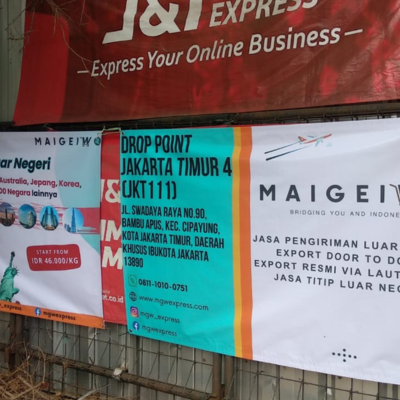 J&T EXPRESS
— Express Your Online Business —
MAIGEIW
ar Negeri
Australia, Jepang, Korea,
00 Negara lainnya
START FROM
IDR 46.000/KG
mgw_express
mgwexpress
DROP POINT
JAKARTA TIMUR 4
(JKT111)
JL. SWADAYA RAYA NO.90,
BAMBU APUS, KEC. CIPAYUNG,
KOTA JAKARTA TIMUR, DAERAH
KHUSUS IBUKOTA JAKARTA
13890
0811-1010-0751
www.mgwexpress.com
mgw_express
mgwexpress
MAIGEIW
BRIDGING YOU AND INDONE
JASA PENGIRIMAN LUAR
EXPORT DOOR TO DO
EXPORT RESMI VIA LAUT
JASA TITIP LUAR NEG